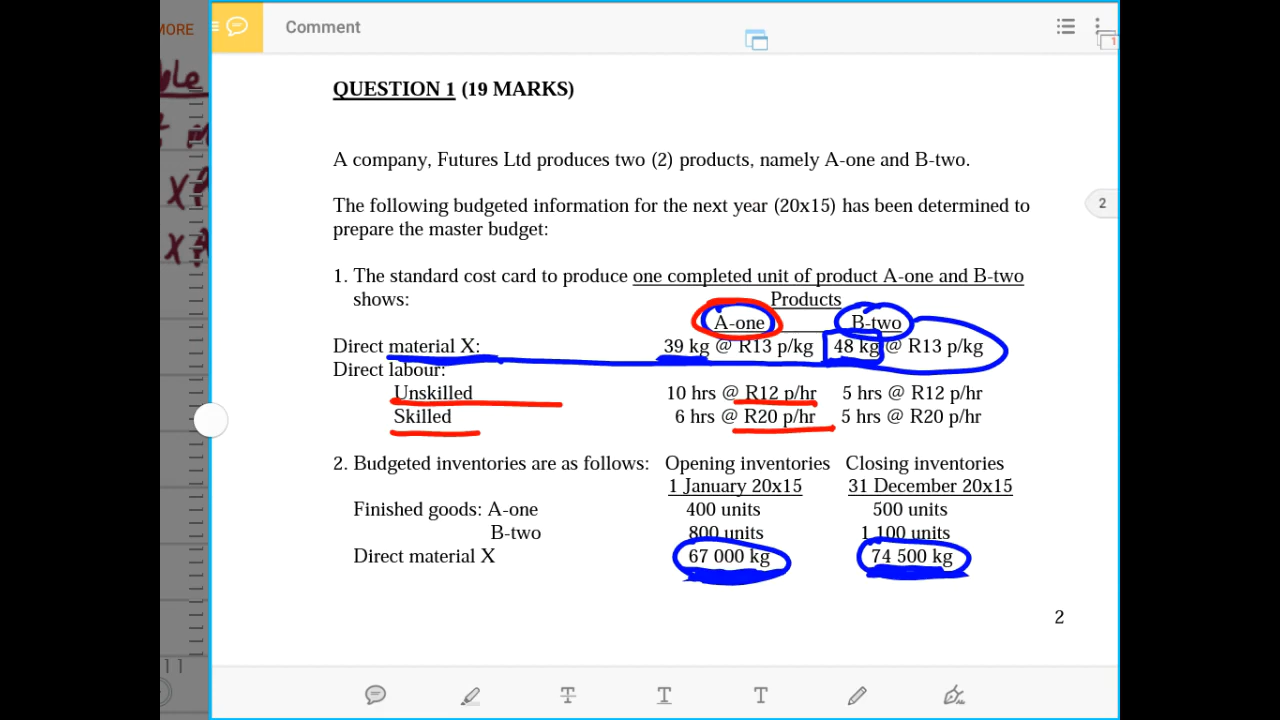 MORE
Comment
1
QUESTION 1 (19 MARKS)
A company, Futures Ltd produces two (2) products, namely A-one and B-two.
The following budgeted information for the next year (20x15) has been determined to
2
prepare the master budget:
1. The standard cost card to produce one completed unit of product A-one and B-two
shows: Products
A-one B-two
Direct material X: 39 kg @ R13 p/kg 48 kg @ R13 p/kg
Direct labour:
Unskilled 10 hrs @ R12 p/hr 5 hrs @ R12 p/hr
Skilled 6 hrs @ R20 p/hr 5 hrs @ R20 p/hr
2. Budgeted inventories are as follows: Opening inventories Closing inventories
1 January 20x15 31 December 20x15
Finished goods: A-one 400 units 500 units
B-two 800 units 1 100 units
Direct material X 67 000 kg 74 500 kg
2
T T T